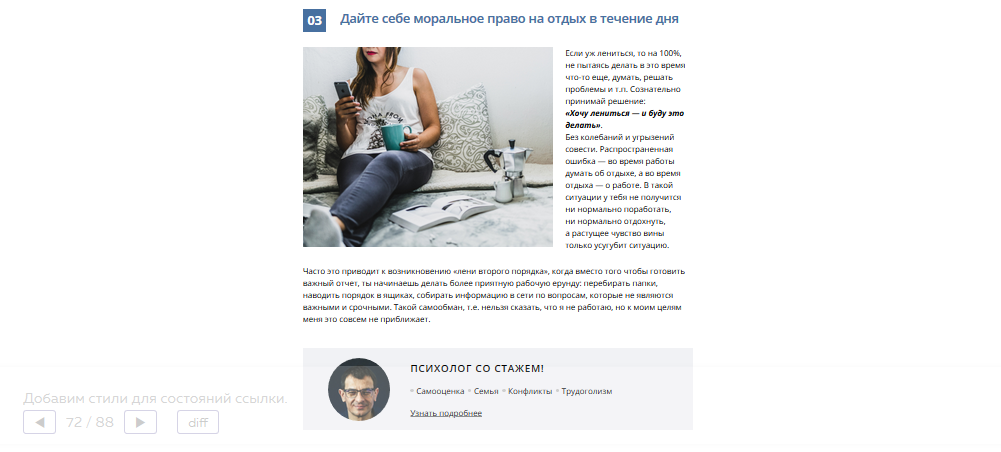 03 Дайте себе моральное право на отдых в течение дня
Если уж лениться, то на 100%,
не пытаясь делать в это время
что-то еще, думать, решать
проблемы и т.п. Сознательно
принимай решение:
«Хочу лениться — и буду это
делать».
Без колебаний и угрызений
совести. Распространенная
ошибка — во время работы
думать об отдыхе, а во время
отдыха — о работе. В такой
ситуации у тебя не получится
ни нормально поработать,
ни нормально отдохнуть,
а растущее чувство вины
только усугубит ситуацию.
Часто это приводит к возникновению «лени второго порядка», когда вместо того чтобы готовить
важный отчет, ты начинаешь делать более приятную рабочую ерунду: перебирать папки,
наводить порядок в ящиках, собирать информацию в сети по вопросам, которые не являются
важными и срочными. Такой самообман, т.е. нельзя сказать, что я не работаю, но к моим целям
меня это совсем не приближает.
ПСИХОЛОГ СО СТАЖЕМ!
Самооценка Семья Конфликты Трудоголизм
Узнать подробнее
Добавим стили для состояний ссылки.
72 / 88 diff